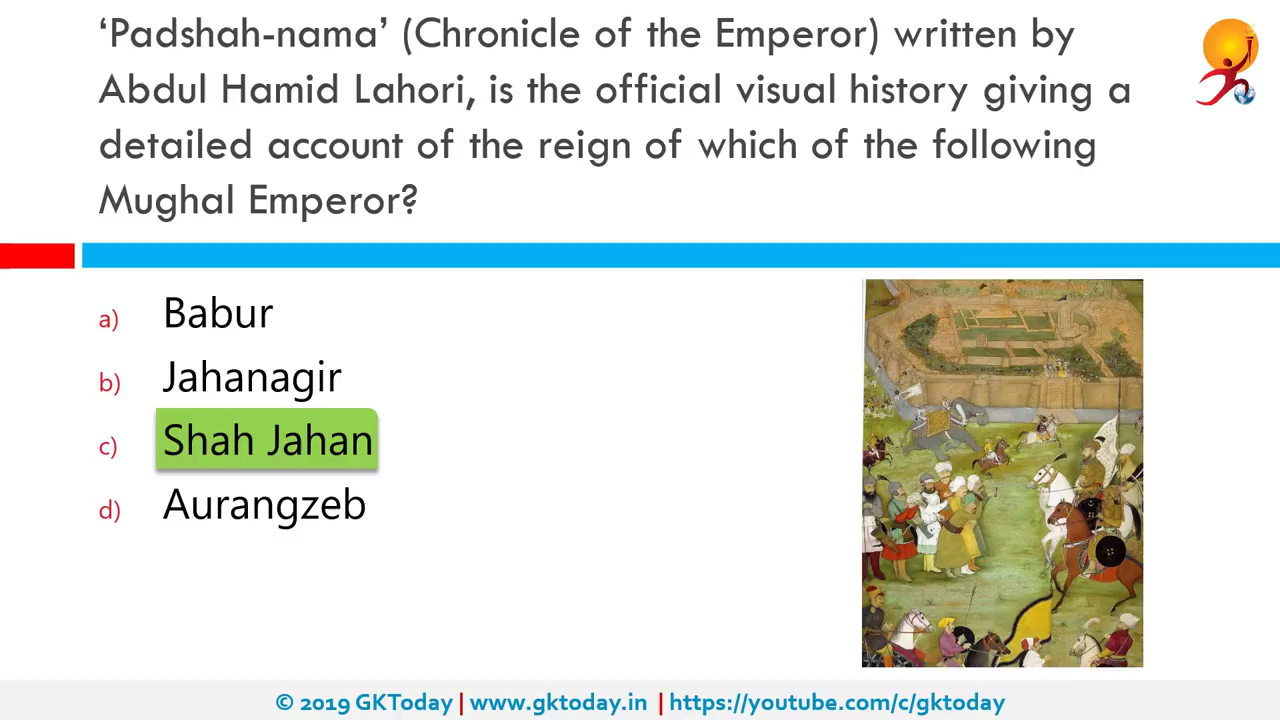 ‘Padshah-nama’ (Chronicle of the Emperor) written by
Abdul Hamid Lahori, is the official visual history giving a
detailed account of the reign of which of the following
Mughal Emperor?
a) Babur
b) Jahanagir
c) Shah Jahan
d) Aurangzeb
© 2019 GKToday | www.gktoday.in | https://youtube.com/c/gktoday